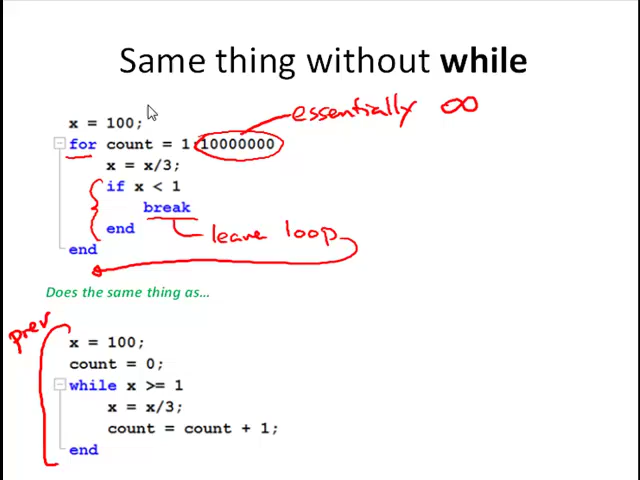 Same thing without while
essentially ∞
x = 100;
for count = 1:10000000
x = x/3;
if x < 1
break
end
leave loop
end
Does the same thing as...
prev
x = 100;
count = 0;
while x >= 1
x = x/3;
count = count + 1;
end